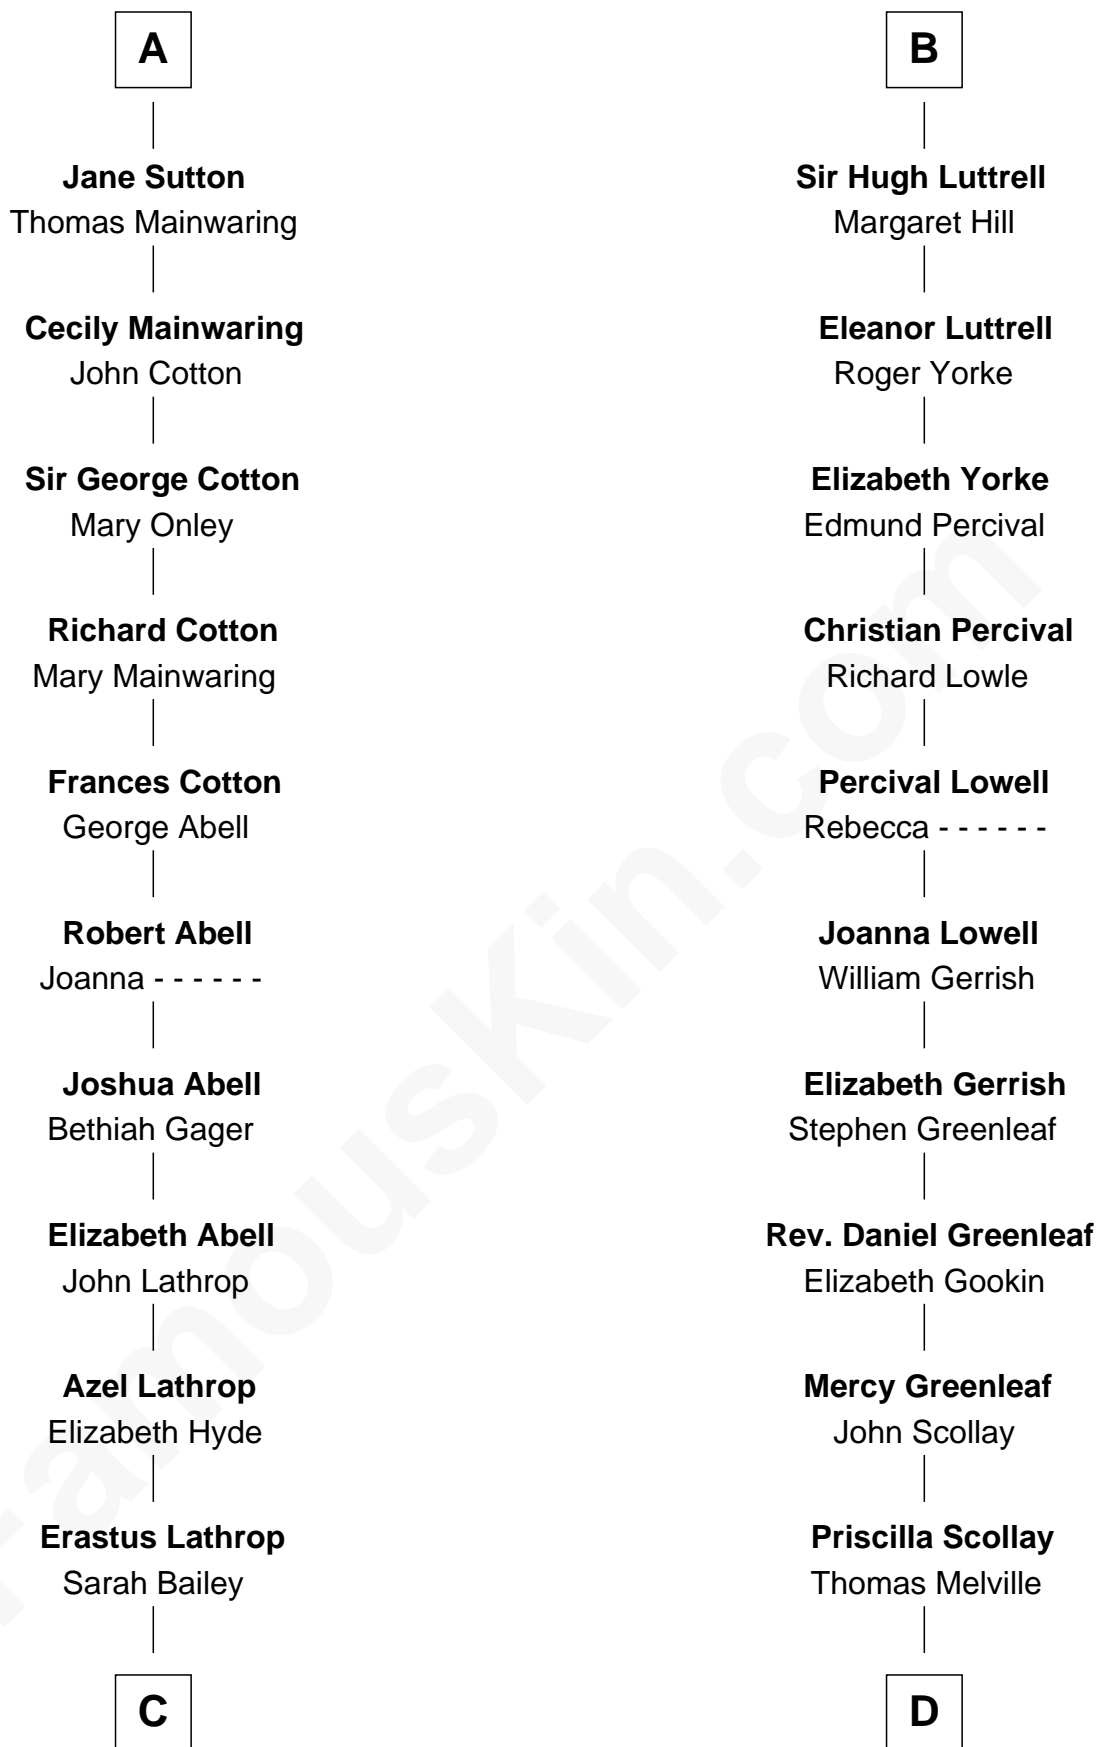 A
Jane Sutton
Thomas Mainwaring
Cecily Mainwaring
John Cotton
Sir George Cotton
Mary Onley
Richard Cotton
Mary Mainwaring
Frances Cotton
George Abell
Robert Abell
Joanna - - - - - -
Joshua Abell
Bethiah Gager
Elizabeth Abell
John Lathrop
Azel Lathrop
Elizabeth Hyde
Erastus Lathrop
Sarah Bailey
C
B
Sir Hugh Luttrell
Margaret Hill
Eleanor Luttrell
Roger Yorke
Elizabeth Yorke
Edmund Percival
Christian Percival
Richard Lowle
Percival Lowell
Rebecca - - - - - -
Joanna Lowell
William Gerrish
Elizabeth Gerrish
Stephen Greenleaf
Rev. Daniel Greenleaf
Elizabeth Gookin
Mercy Greenleaf
John Scollay
Priscilla Scollay
Thomas Melville
D
FamousKin.com